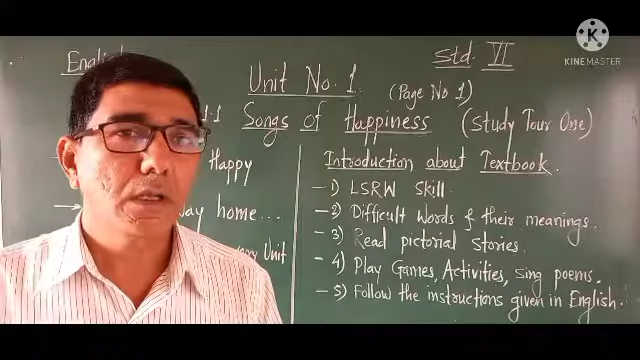 English
Std. VI
K
KINEMASTER
Unit No. 1
(Page No 1)
1.1
Songs of Happiness (Study Tour One)
Happy
way home...
Unit
Introduction about Textbook.
- 1) LSRW Skill.
- 2) Difficult Words & their meanings.
- 3) Read pictorial stories.
- 4) Play Games, Activities, sing poems.
- 5) Follow the instructions given in English.